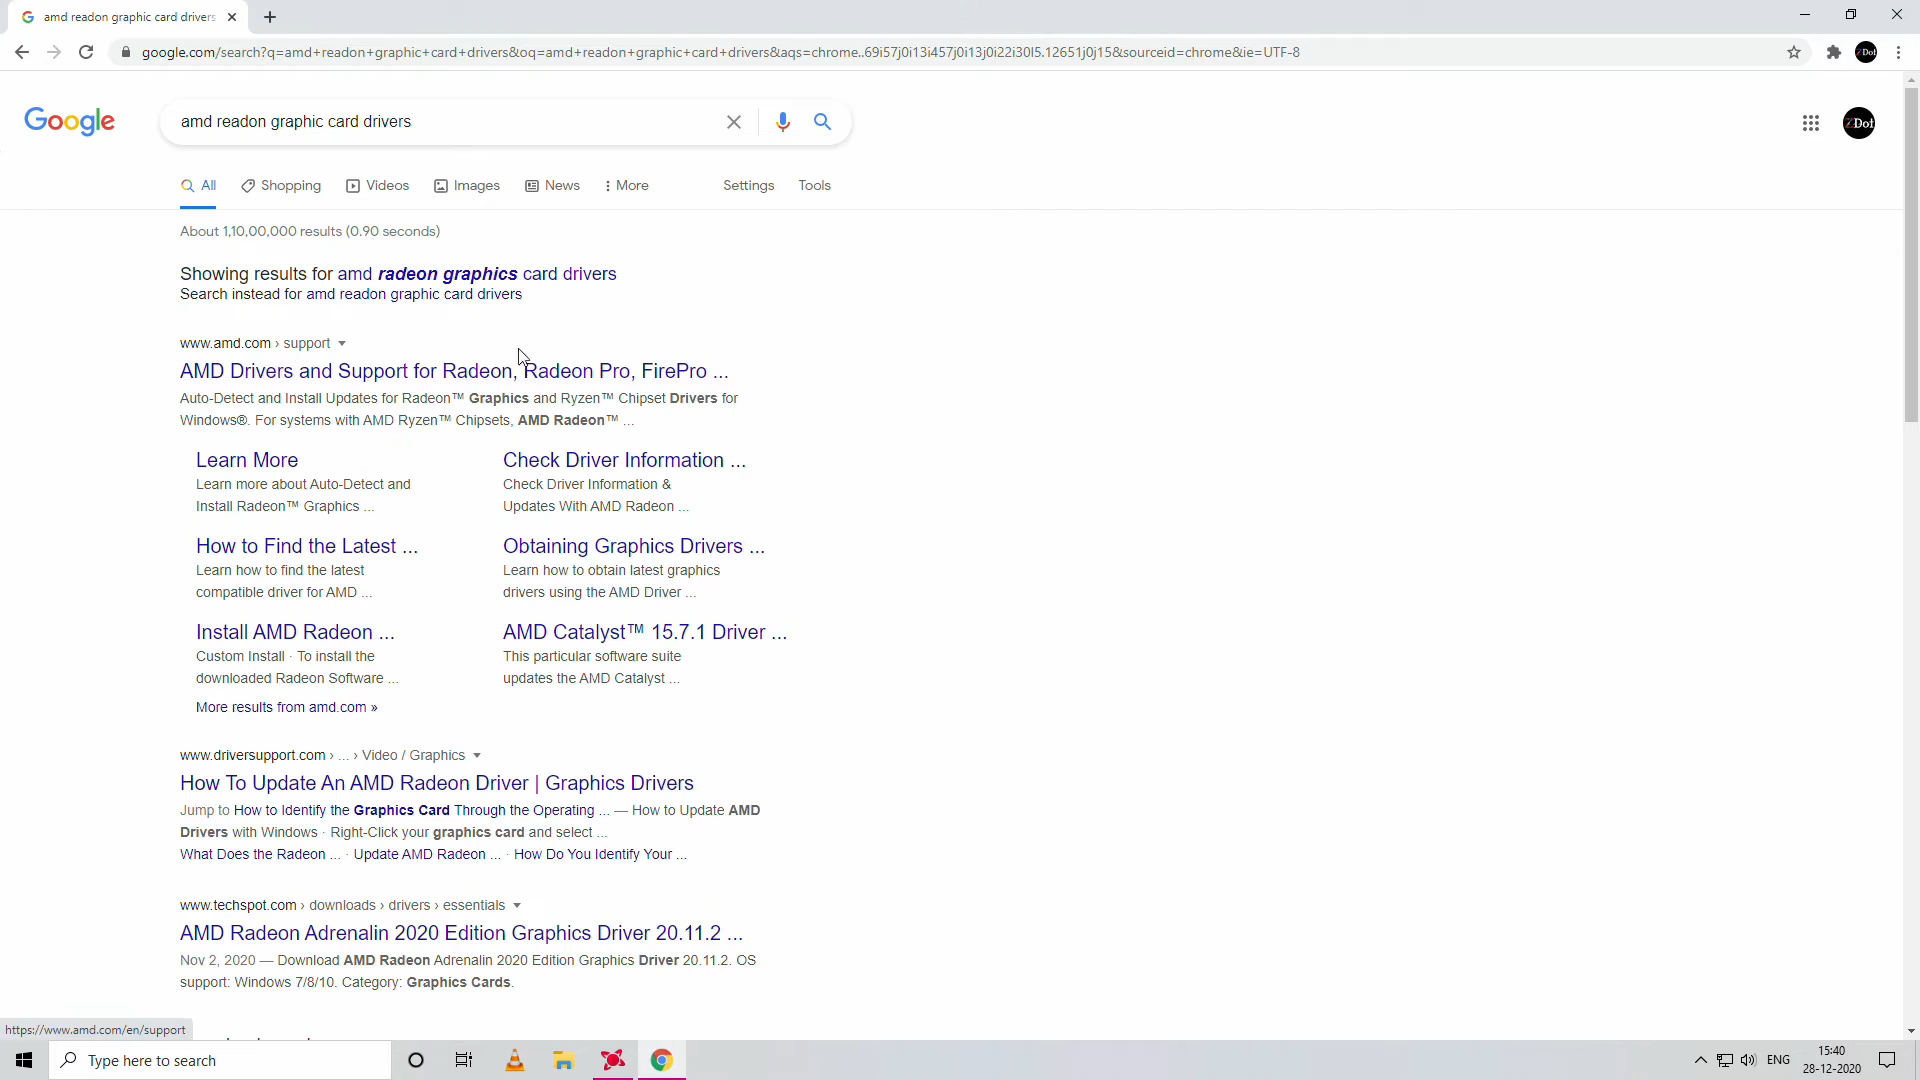 amd readon graphic card drivers
google.com/search?q=amd+readon+graphic+card+drivers&oq=amd+readon+graphic+card+drivers&aqs=chrome..69i57j0i13i457j0i13j0i22i30l5.12651j0j15&sourceid=chrome&ie=UTF-8
Google
amd readon graphic card drivers
ZDot
All Shopping Videos Images News More Settings Tools
About 1,10,00,000 results (0.90 seconds)
Showing results for amd radeon graphics card drivers
Search instead for amd readon graphic card drivers
www.amd.com › support
AMD Drivers and Support for Radeon, Radeon Pro, FirePro ...
Auto-Detect and Install Updates for Radeon™ Graphics and Ryzen™ Chipset Drivers for
Windows®. For systems with AMD Ryzen™ Chipsets, AMD Radeon™ ...
Learn More
Learn more about Auto-Detect and
Install Radeon™ Graphics ...
Check Driver Information ...
Check Driver Information &
Updates With AMD Radeon ...
How to Find the Latest ...
Learn how to find the latest
compatible driver for AMD ...
Obtaining Graphics Drivers ...
Learn how to obtain latest graphics
drivers using the AMD Driver ...
Install AMD Radeon ...
Custom Install · To install the
downloaded Radeon Software ...
AMD Catalyst™ 15.7.1 Driver ...
This particular software suite
updates the AMD Catalyst ...
More results from amd.com »
www.driversupport.com › ... › Video / Graphics
How To Update An AMD Radeon Driver | Graphics Drivers
Jump to How to Identify the Graphics Card Through the Operating ... — How to Update AMD
Drivers with Windows · Right-Click your graphics card and select ...
What Does the Radeon ... · Update AMD Radeon ... · How Do You Identify Your ...
www.techspot.com › downloads › drivers › essentials
AMD Radeon Adrenalin 2020 Edition Graphics Driver 20.11.2 ...
Nov 2, 2020 — Download AMD Radeon Adrenalin 2020 Edition Graphics Driver 20.11.2. OS
support: Windows 7/8/10. Category: Graphics Cards.
https://www.amd.com/en/support
Type here to search
ENG
15:40
28-12-2020